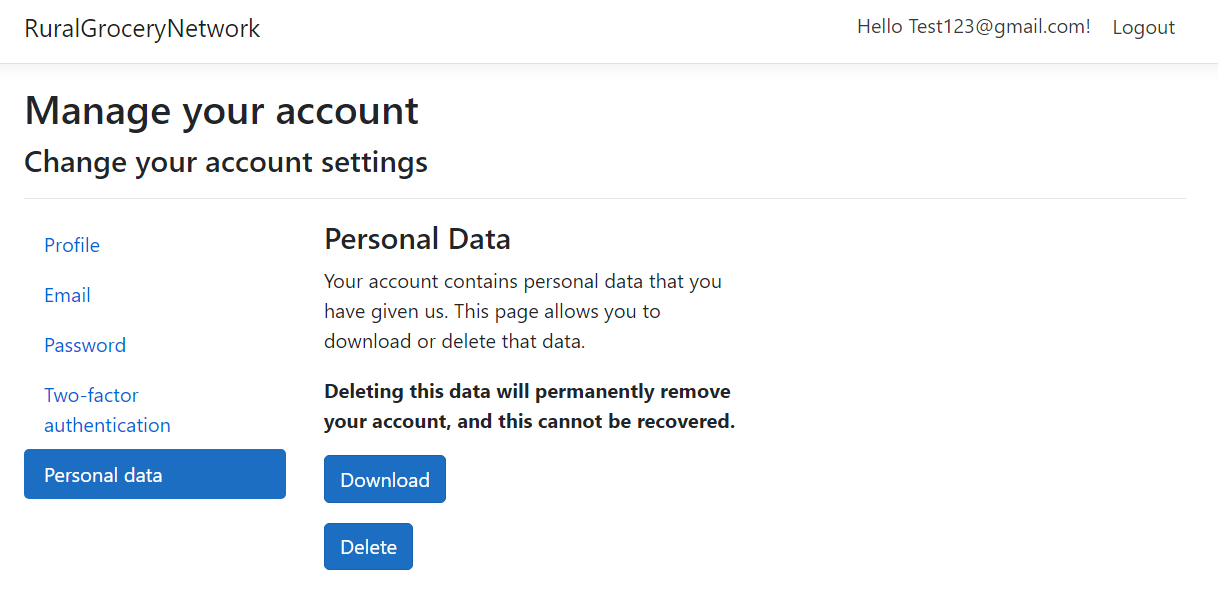 RuralGroceryNetwork
Hello Test123@gmail.com!
Logout
Manage your account
Change your account settings
Profile
Email
Password
Two-factor
authentication
Personal data
Personal Data
Your account contains personal data that you
have given us. This page allows you to
download or delete that data.
Deleting this data will permanently remove
your account, and this cannot be recovered.
Download
Delete